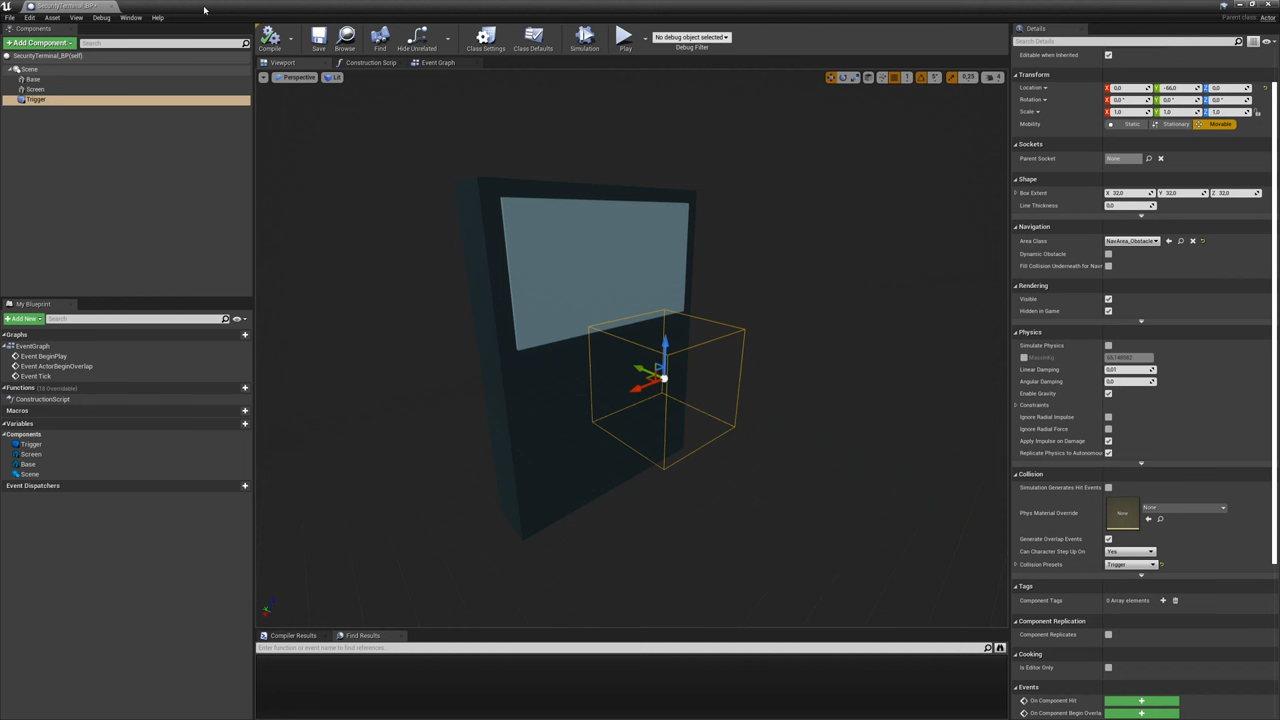 SecurityTerminal_BP*
File Edit Asset View Debug Window Help
Parent class: Actor
Components
+ Add Component
Search
SecurityTerminal_BP(self)
Scene
Base
Screen
Trigger
Compile
Save
Browse
Find
Hide Unrelated
Class Settings
Class Defaults
Simulation
Play
No debug object selected
Debug Filter
Viewport
Construction Scrip
Event Graph
Perspective
Lit
1
5°
0,25
4
My Blueprint
+ Add New
Search
Graphs
EventGraph
Event BeginPlay
Event ActorBeginOverlap
Event Tick
Functions (18 Overridable)
ConstructionScript
Macros
Variables
Components
Trigger
Screen
Base
Scene
Event Dispatchers
Compiler Results
Find Results
Enter function or event name to find references...
Details
Search Details
Editable when Inherited
Transform
Location X 0,0 Y -66,0 Z 0,0
Rotation X 0,0 ° Y 0,0 ° Z 0,0 °
Scale X 1,0 Y 1,0 Z 1,0
Mobility Static Stationary Movable
Sockets
Parent Socket None
Shape
Box Extent X 32,0 Y 32,0 Z 32,0
Line Thickness 0,0
Navigation
Area Class NavArea_Obstacle
Dynamic Obstacle
Fill Collision Underneath for Navi
Rendering
Visible
Hidden in Game
Physics
Simulate Physics
Linear Damping 0,01
Angular Damping 0,0
Enable Gravity
Constraints
Ignore Radial Impulse
Ignore Radial Force
Apply Impulse on Damage
Replicate Physics to Autonomou
Collision
Simulation Generates Hit Events
Phys Material Override None None
Generate Overlap Events
Can Character Step Up On Yes
Collision Presets Trigger
Tags
Component Tags 0 Array elements
Component Replication
Component Replicates
Cooking
Is Editor Only
Events
On Component Hit
On Component Begin Overla